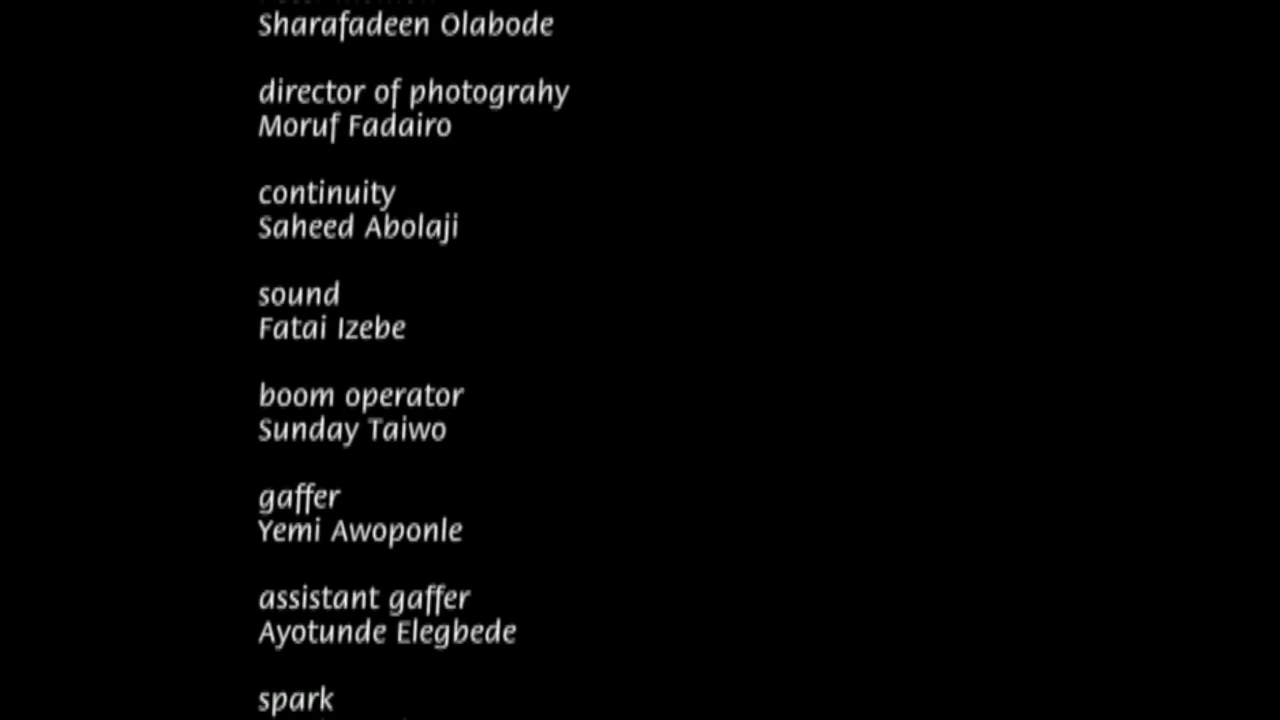 Sharafadeen Olabode
director of photograhy
Moruf Fadairo
continuity
Saheed Abolaji
sound
Fatai Izebe
boom operator
Sunday Taiwo
gaffer
Yemi Awoponle
assistant gaffer
Ayotunde Elegbede
spark